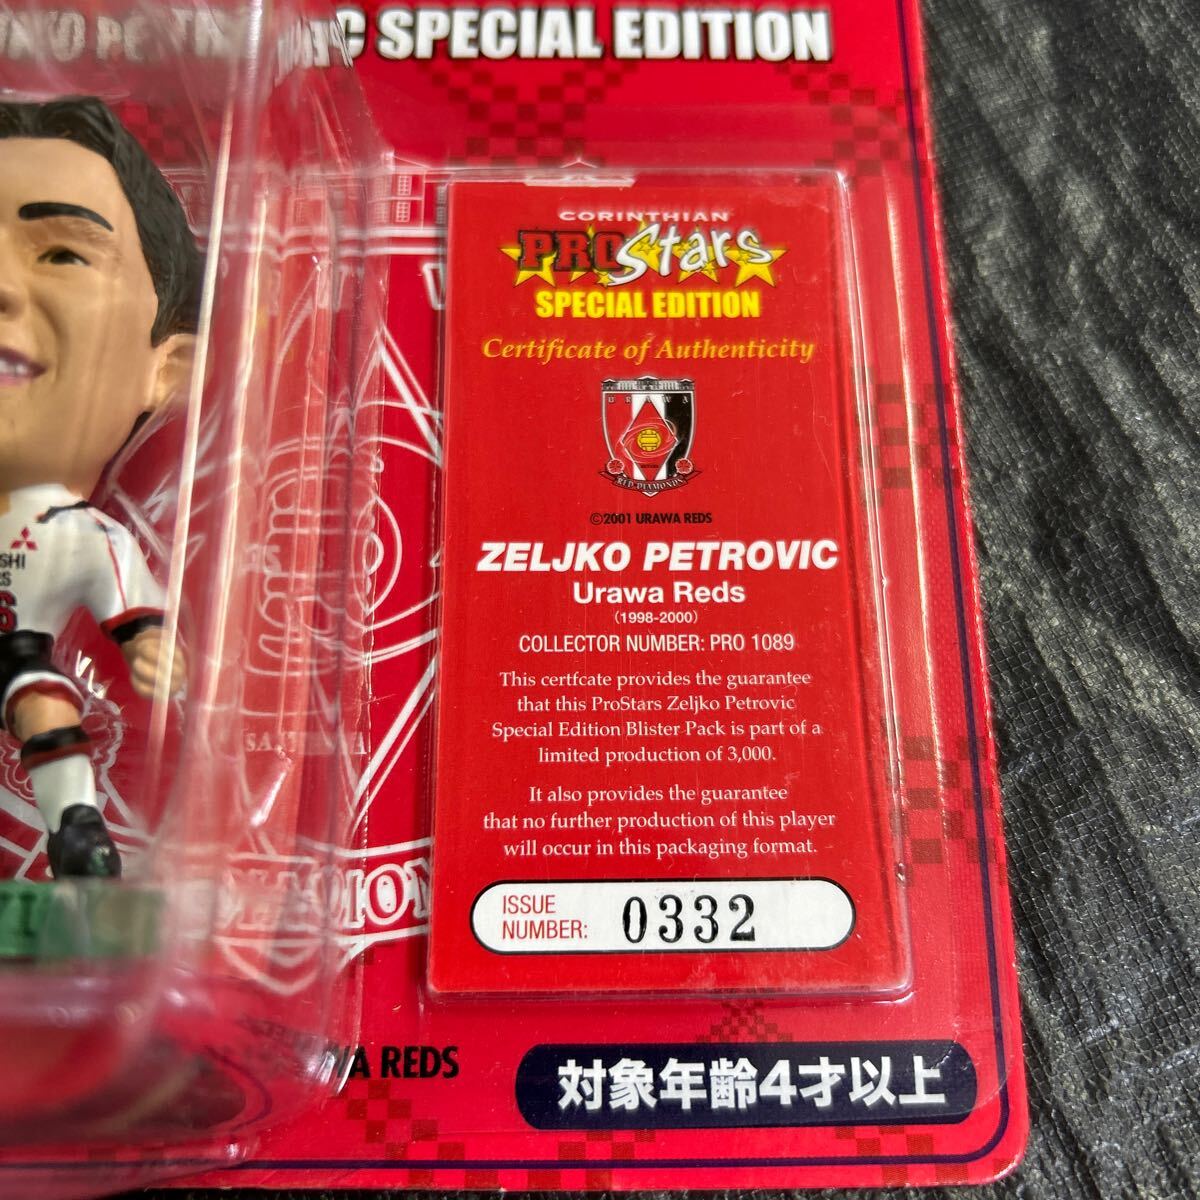 SPECIAL EDITION
CORINTHIAN
PROStars
SPECIAL EDITION
Certificate of Authenticity
URAWA
RED DIAMONDS
©2001 URAWA REDS
ZELJKO PETROVIC
Urawa Reds
(1998-2000)
COLLECTOR NUMBER: PRO 1089
This certfcate provides the guarantee
that this ProStars Zeljko Petrovic
Special Edition Blister Pack is part of a
limited production of 3,000.
It also provides the guarantee
that no further production of this player
will occur in this packaging format.
ISSUE
NUMBER: 0332
REDS
対象年齢4才以上